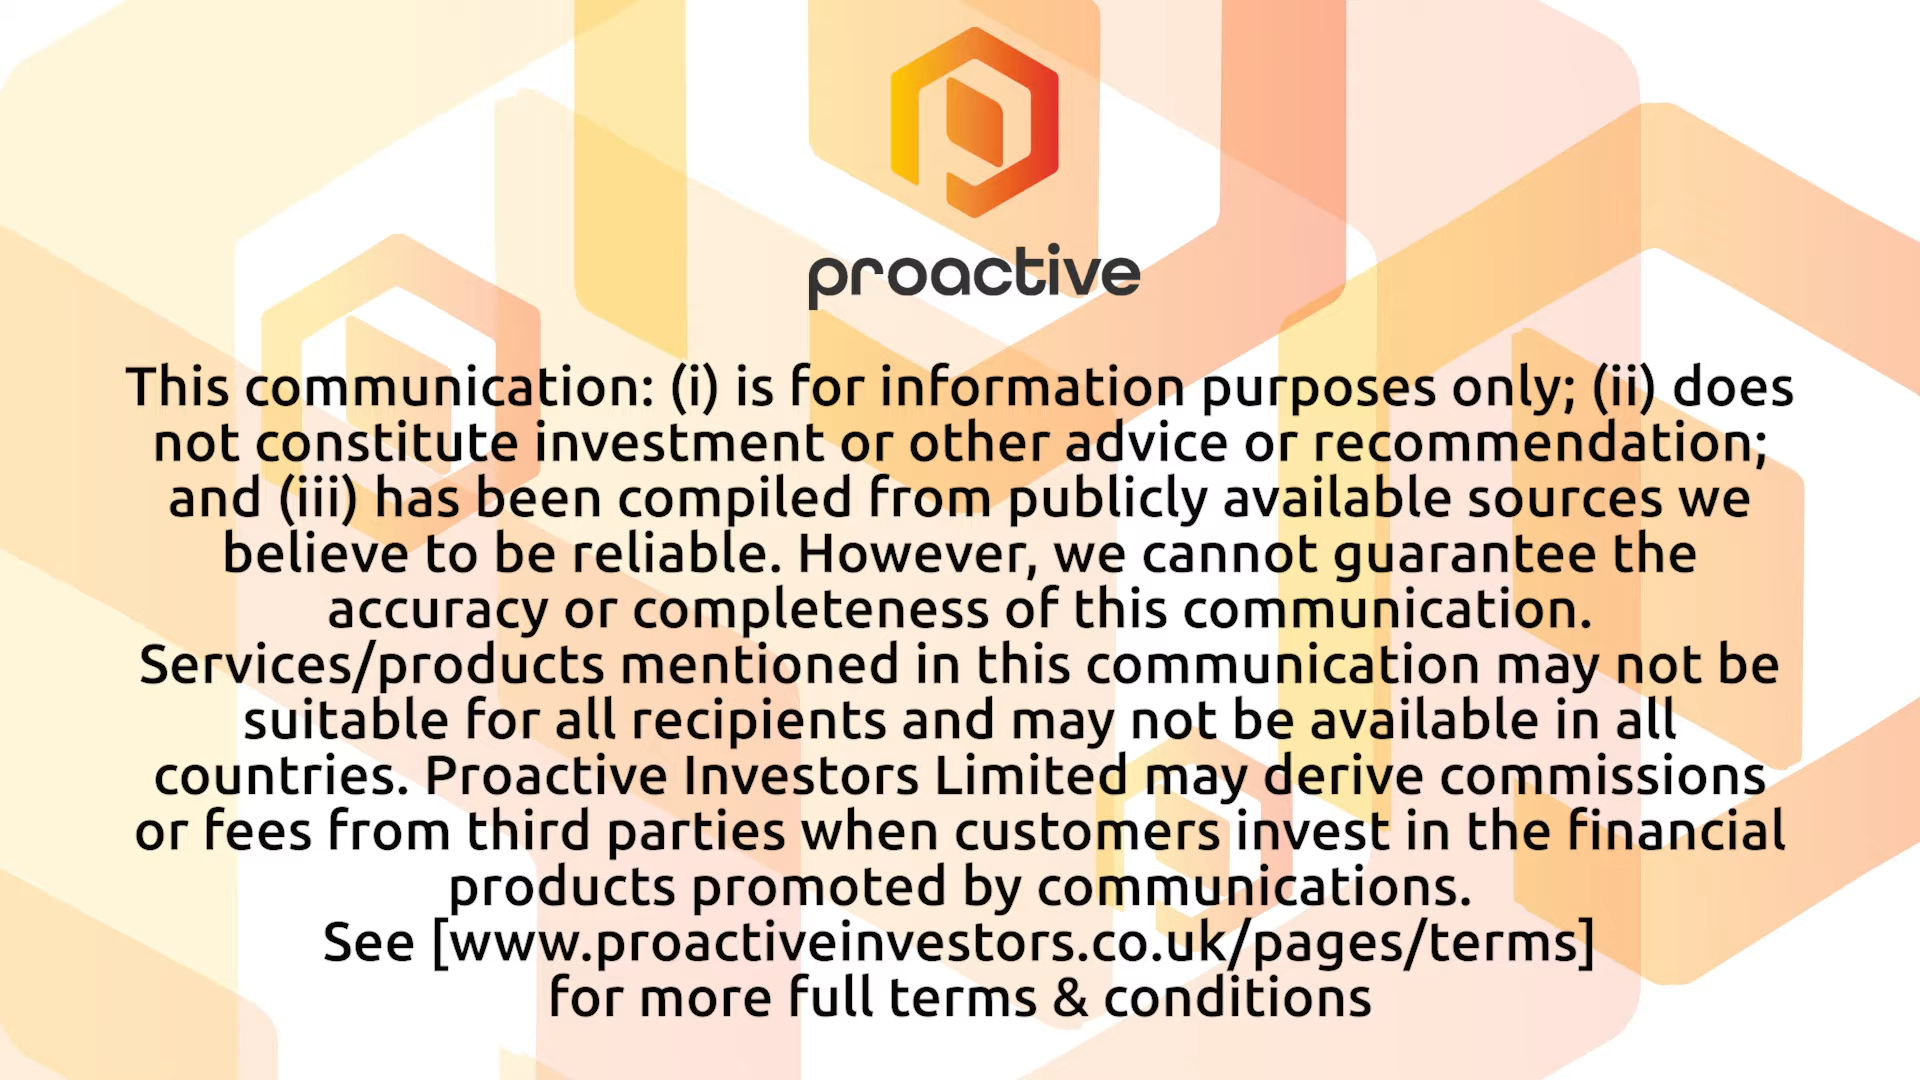 proactive
This communication: (i) is for information purposes only; (ii) does
not constitute investment or other advice or recommendation;
and (iii) has been compiled from publicly available sources we
believe to be reliable. However, we cannot guarantee the
accuracy or completeness of this communication.
Services/products mentioned in this communication may not be
suitable for all recipients and may not be available in all
countries. Proactive Investors Limited may derive commissions
or fees from third parties when customers invest in the financial
products promoted by communications.
See [www.proactiveinvestors.co.uk/pages/terms]
for more full terms & conditions